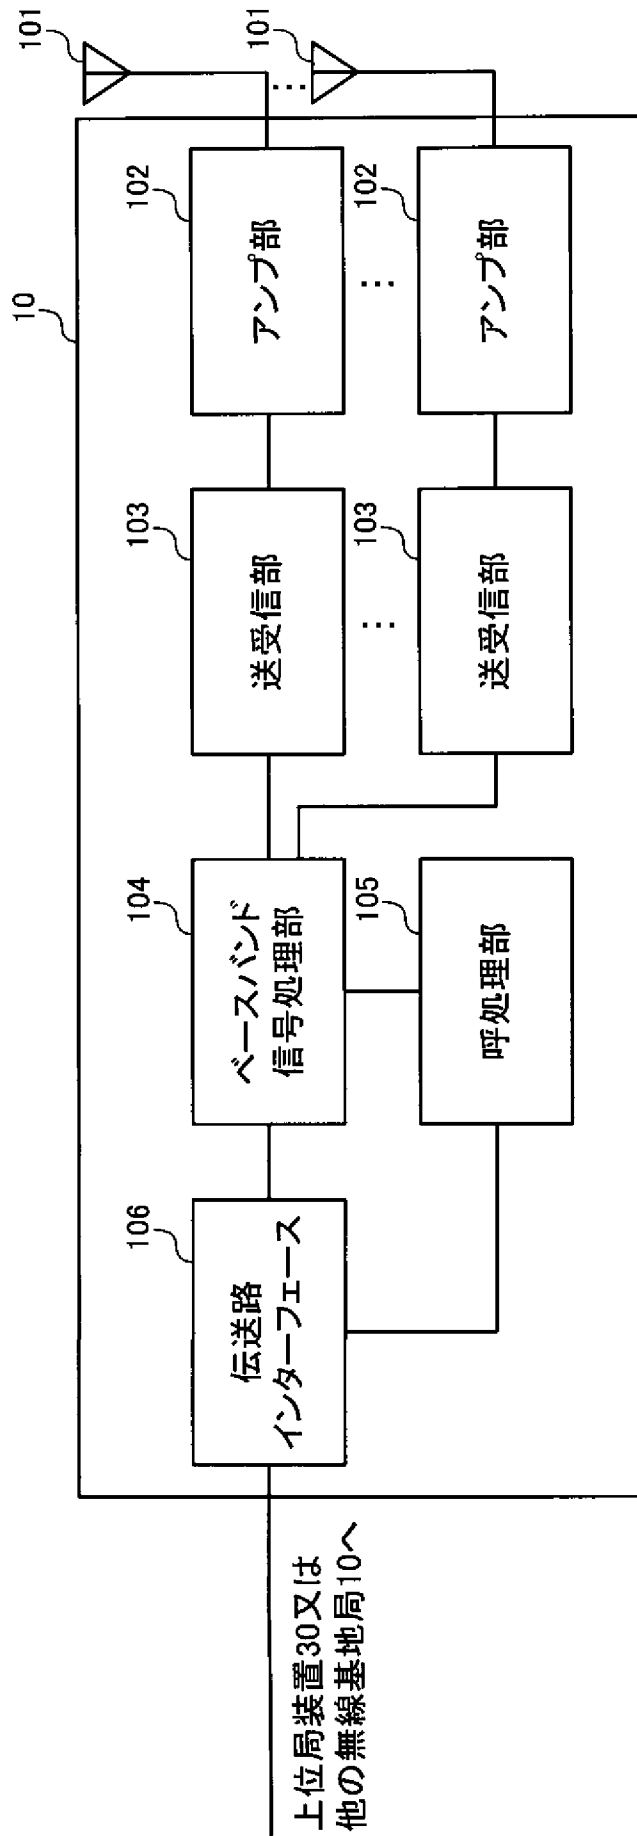 10
101
101
102
アンプ部
102
アンプ部
103
送受信部
103
送受信部
104
ベースバンド
信号処理部
105
呼処理部
106
伝送路
インターフェース
上位局装置30又は
他の無線基地局10へ